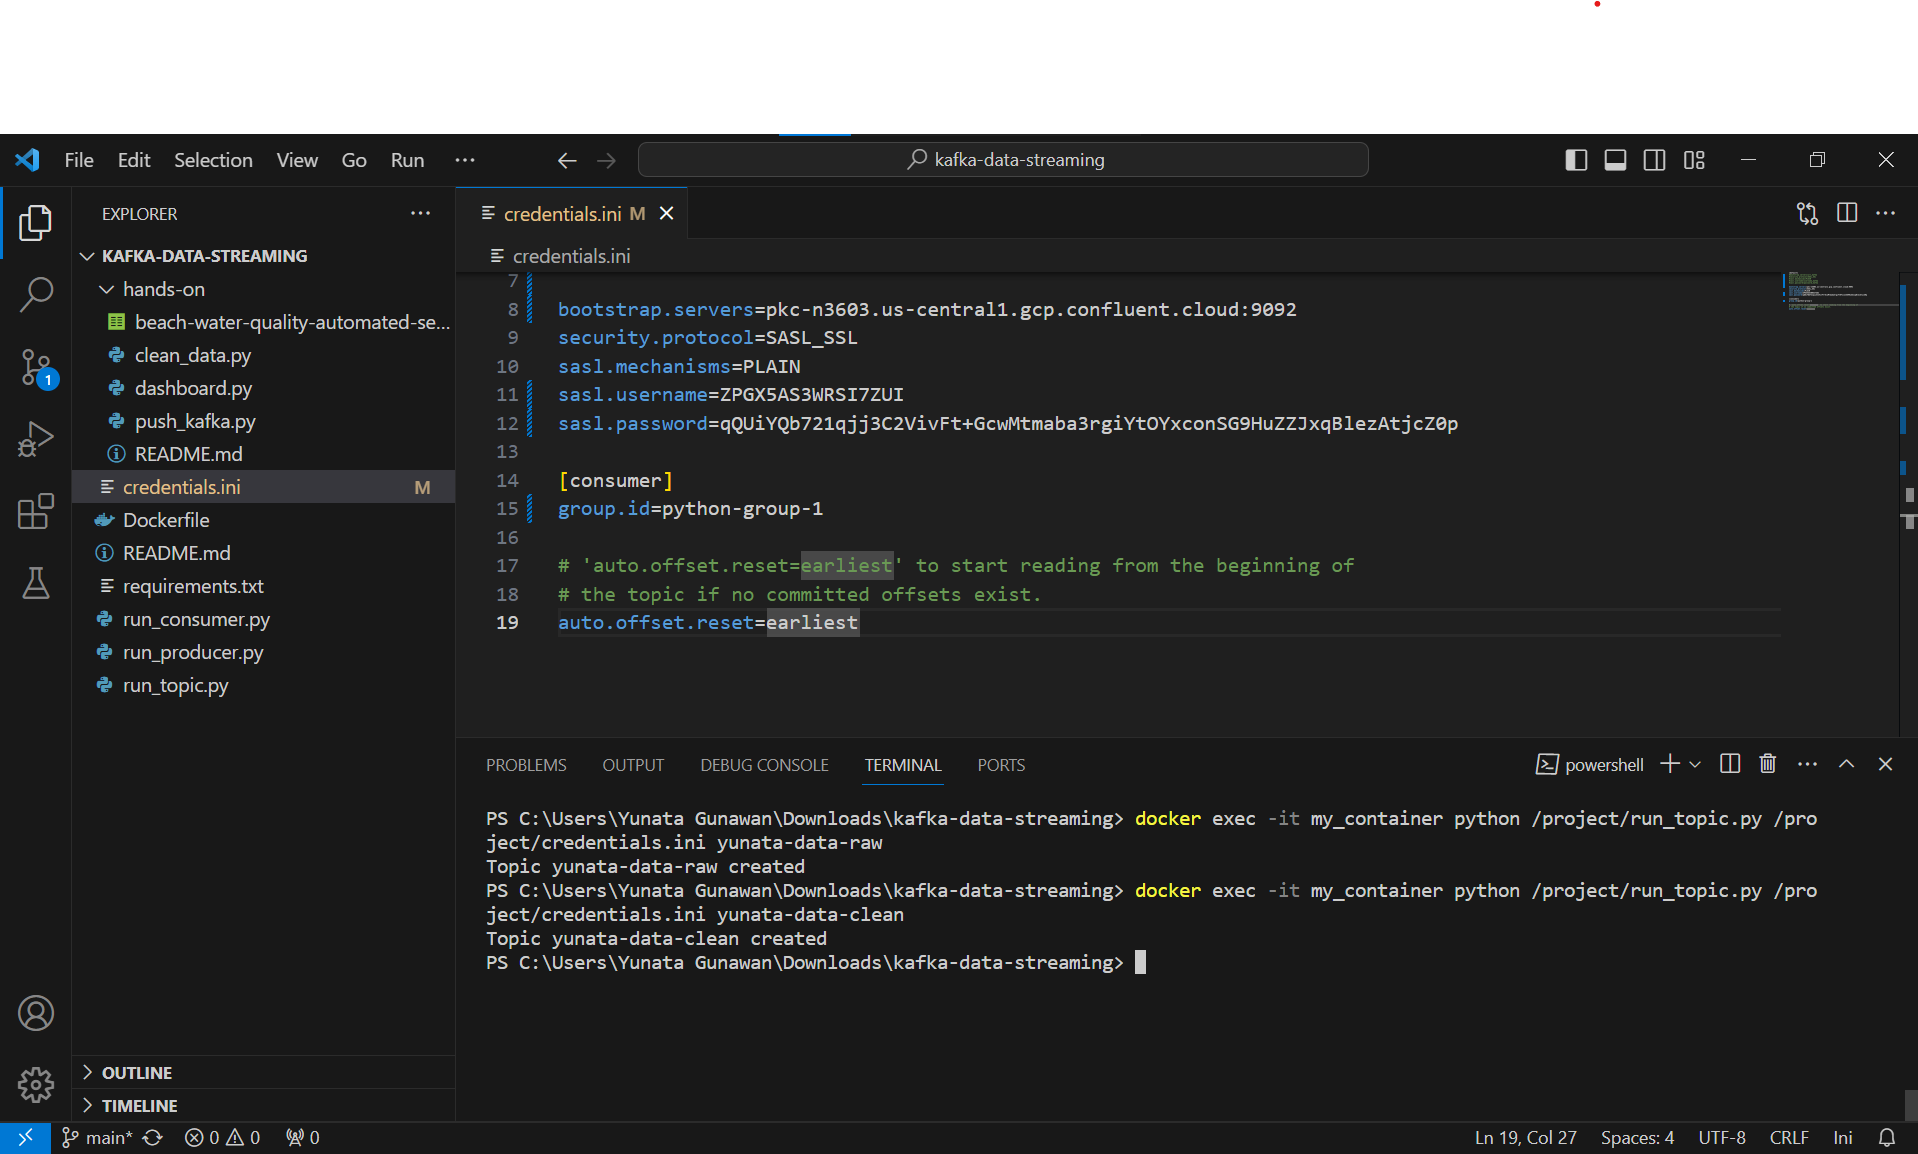 File Edit Selection View Go Run ···
kafka-data-streaming
EXPLORER
KAFKA-DATA-STREAMING
hands-on
beach-water-quality-automated-se...
clean_data.py
dashboard.py
push_kafka.py
README.md
credentials.ini M
Dockerfile
README.md
requirements.txt
run_consumer.py
run_producer.py
run_topic.py
OUTLINE
TIMELINE
1
credentials.ini M
credentials.ini
7
8 bootstrap.servers=pkc-n3603.us-central1.gcp.confluent.cloud:9092
9 security.protocol=SASL_SSL
10 sasl.mechanisms=PLAIN
11 sasl.username=ZPGX5AS3WRSI7ZUI
12 sasl.password=qQUiYQb721qjj3C2VivFt+GcwMtmaba3rgiYtOYxconSG9HuZZJxqBlezAtjcZ0p
13
14 [consumer]
15 group.id=python-group-1
16
17 # 'auto.offset.reset=earliest' to start reading from the beginning of
18 # the topic if no committed offsets exist.
19 auto.offset.reset=earliest
PROBLEMS OUTPUT DEBUG CONSOLE TERMINAL PORTS
powershell
PS C:\Users\Yunata Gunawan\Downloads\kafka-data-streaming> docker exec -it my_container python /project/run_topic.py /pro
ject/credentials.ini yunata-data-raw
Topic yunata-data-raw created
PS C:\Users\Yunata Gunawan\Downloads\kafka-data-streaming> docker exec -it my_container python /project/run_topic.py /pro
ject/credentials.ini yunata-data-clean
Topic yunata-data-clean created
PS C:\Users\Yunata Gunawan\Downloads\kafka-data-streaming>
main* 0 0 0
Ln 19, Col 27 Spaces: 4 UTF-8 CRLF Ini